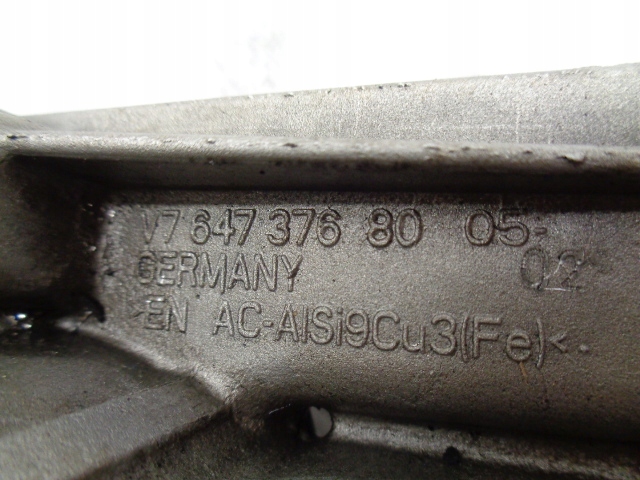 V7 647 376 80 05-
GERMANY 02
>EN AC-AlSi9Cu3(Fe)<.